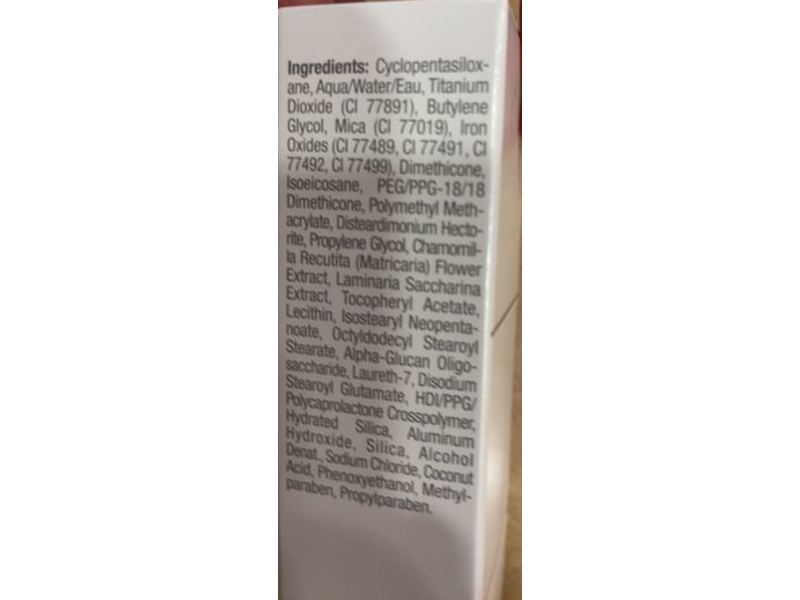 Ingredients: Cyclopentasilox-
ane, Aqua/Water/Eau, Titanium
Dioxide (CI 77891), Butylene
Glycol, Mica (CI 77019), Iron
Oxides (CI 77489, CI 77491, CI
77492, CI 77499), Dimethicone,
Isoeicosane, PEG/PPG-18/18
Dimethicone, Polymethyl Meth-
acrylate, Disteardimonium Hecto-
rite, Propylene Glycol, Chamomil-
la Recutita (Matricaria) Flower
Extract, Laminaria Saccharina
Extract, Tocopheryl Acetate,
Lecithin, Isostearyl Neopenta-
noate, Octyldodecyl Stearoyl
Stearate, Alpha-Glucan Oligo-
saccharide, Laureth-7, Disodium
Stearoyl Glutamate, HDI/PPG/
Polycaprolactone Crosspolymer,
Hydrated Silica, Aluminum
Hydroxide, Silica, Alcohol
Denat., Sodium Chloride, Coconut
Acid, Phenoxyethanol, Methyl-
paraben, Propylparaben.